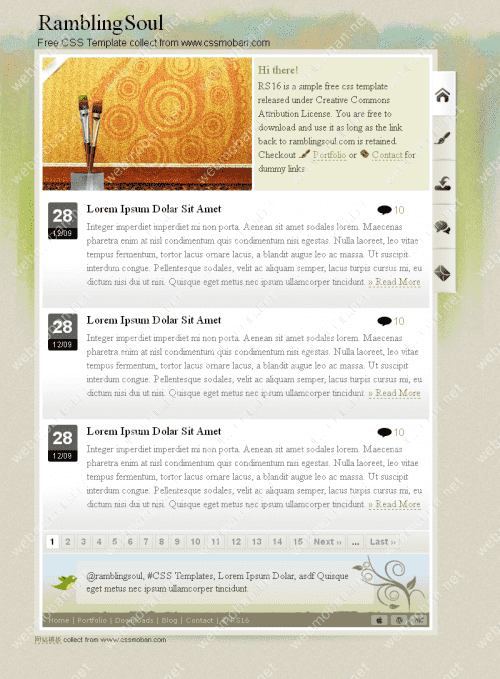 RamblingSoul
Free CSS Template collect from www.cssmoban.com
Hi there!
RS16 is a simple free css template
released under Creative Commons
Attribution License. You are free to
download and use it as long as the link
back to ramblingsoul.com is retained.
Checkout Portfolio or Contact for
dummy links
28
12/09
Lorem Ipsum Dolar Sit Amet
10
Integer imperdiet imperdiet mi non porta. Aenean sit amet sodales lorem. Maecenas
pharetra enim at nisl condimentum quis condimentum nisi egestas. Nulla laoreet, leo vitae
tempus fermentum, tortor lacus ornare lacus, a blandit augue leo ac massa. Ut suscipit
interdum congue. Pellentesque sodales, velit ac aliquam semper, lacus turpis cursus mi, eu
dictum nisi dui ut nisi. Quisque eget metus nec ipsum ullamcorper tincidunt. » Read More
28
12/09
Lorem Ipsum Dolar Sit Amet
10
Integer imperdiet imperdiet mi non porta. Aenean sit amet sodales lorem. Maecenas
pharetra enim at nisl condimentum quis condimentum nisi egestas. Nulla laoreet, leo vitae
tempus fermentum, tortor lacus ornare lacus, a blandit augue leo ac massa. Ut suscipit
interdum congue. Pellentesque sodales, velit ac aliquam semper, lacus turpis cursus mi, eu
dictum nisi dui ut nisi. Quisque eget metus nec ipsum ullamcorper tincidunt. » Read More
28
12/09
Lorem Ipsum Dolar Sit Amet
10
Integer imperdiet imperdiet mi non porta. Aenean sit amet sodales lorem. Maecenas
pharetra enim at nisl condimentum quis condimentum nisi egestas. Nulla laoreet, leo vitae
tempus fermentum, tortor lacus ornare lacus, a blandit augue leo ac massa. Ut suscipit
interdum congue. Pellentesque sodales, velit ac aliquam semper, lacus turpis cursus mi, eu
dictum nisi dui ut nisi. Quisque eget metus nec ipsum ullamcorper tincidunt. » Read More
1 2 3 4 5 6 7 8 9 10 11 12 13 14 15 Next » ... Last »
@ramblingsoul, #CSS Templates, Lorem Ipsum Dolar, asdf Quisque
eget metus nec ipsum ullamcorper tincidunt.
Home | Portfolio | Downloads | Blog | Contact | RS16
网站模板 collect from www.cssmoban.com